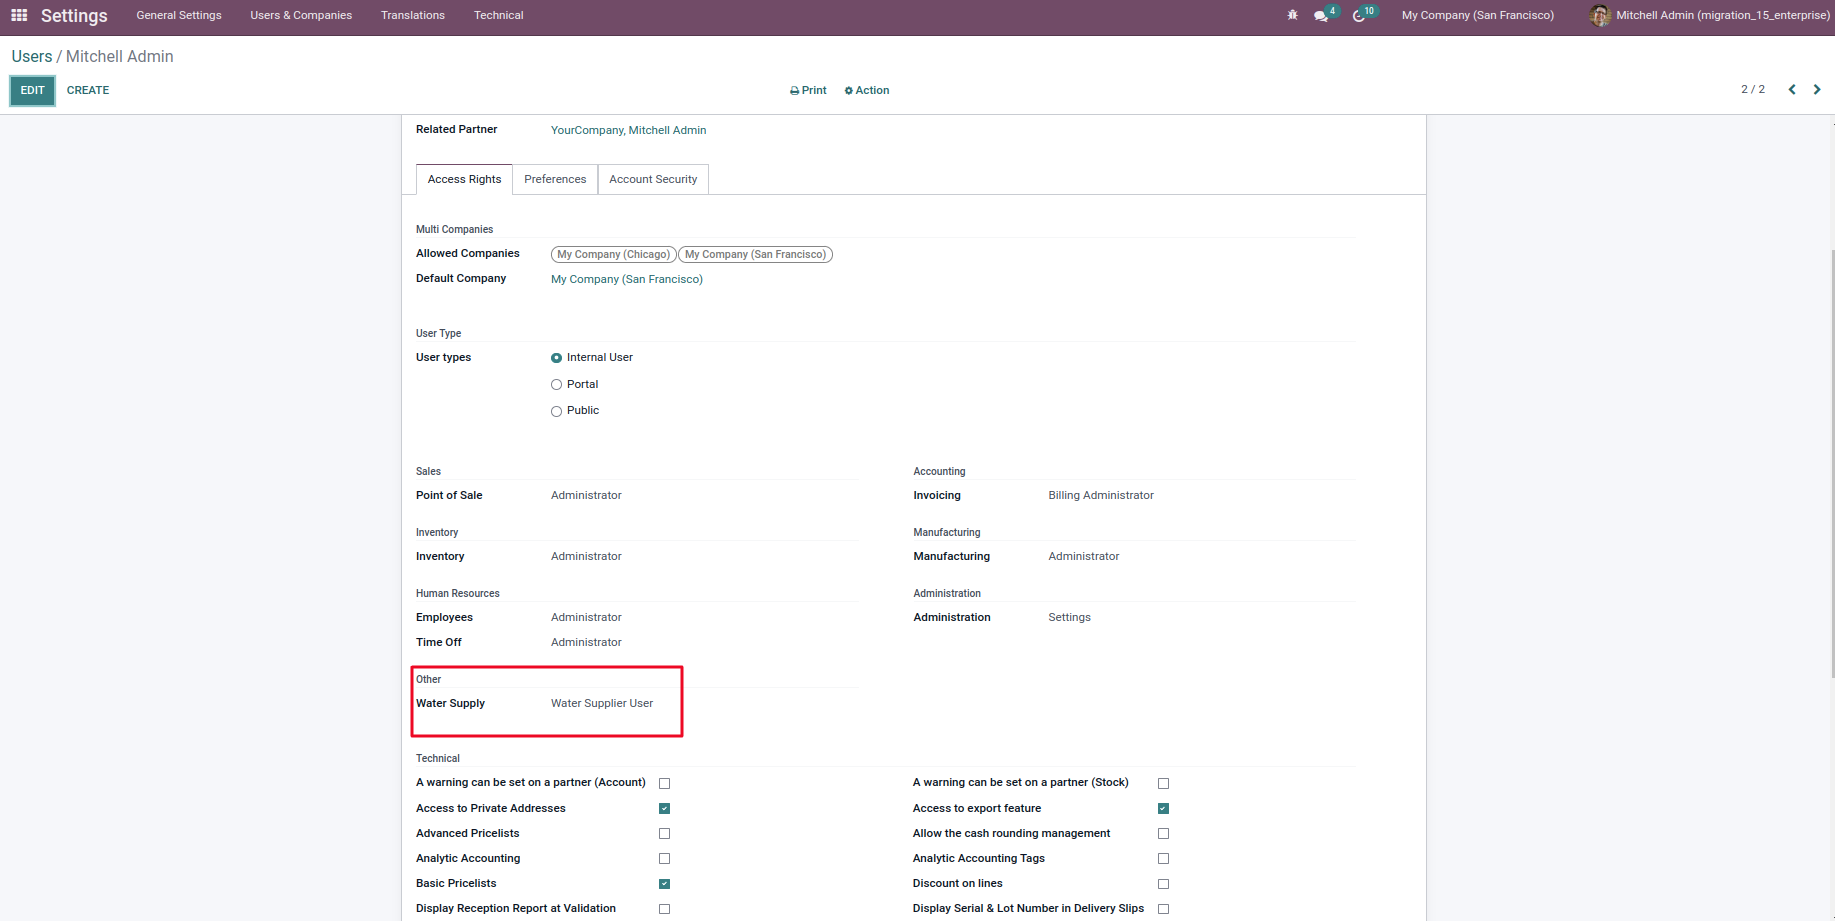 Settings General Settings Users & Companies Translations Technical 4 10 My Company (San Francisco) Mitchell Admin (migration_15_enterprise)
Users / Mitchell Admin
EDIT CREATE Print Action 2 / 2
Related Partner YourCompany, Mitchell Admin
Access Rights Preferences Account Security
Multi Companies
Allowed Companies My Company (Chicago) My Company (San Francisco)
Default Company My Company (San Francisco)
User Type
User types Internal User
Portal
Public
Sales Accounting
Point of Sale Administrator Invoicing Billing Administrator
Inventory Manufacturing
Inventory Administrator Manufacturing Administrator
Human Resources Administration
Employees Administrator Administration Settings
Time Off Administrator
Other
Water Supply Water Supplier User
Technical
A warning can be set on a partner (Account) A warning can be set on a partner (Stock)
Access to Private Addresses Access to export feature
Advanced Pricelists Allow the cash rounding management
Analytic Accounting Analytic Accounting Tags
Basic Pricelists Discount on lines
Display Reception Report at Validation Display Serial & Lot Number in Delivery Slips